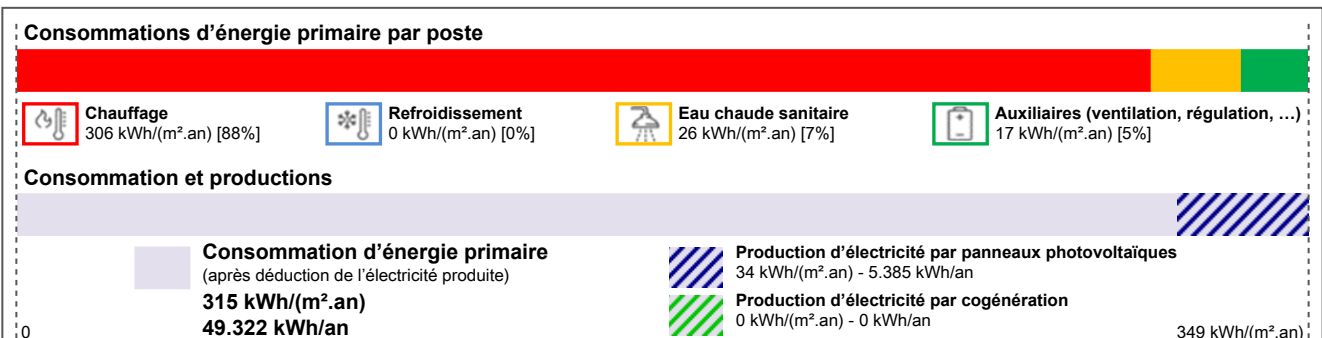 Consommations d’énergie primaire par poste
Chauffage
306 kWh/(m².an) [88%]
Refroidissement
0 kWh/(m².an) [0%]
Eau chaude sanitaire
26 kWh/(m².an) [7%]
Auxiliaires (ventilation, régulation, …)
17 kWh/(m².an) [5%]
Consommation et productions
Consommation d’énergie primaire
(après déduction de l’électricité produite)
315 kWh/(m².an)
49.322 kWh/an
Production d’électricité par panneaux photovoltaïques
34 kWh/(m².an) - 5.385 kWh/an
Production d’électricité par cogénération
0 kWh/(m².an) - 0 kWh/an
0
349 kWh/(m².an)